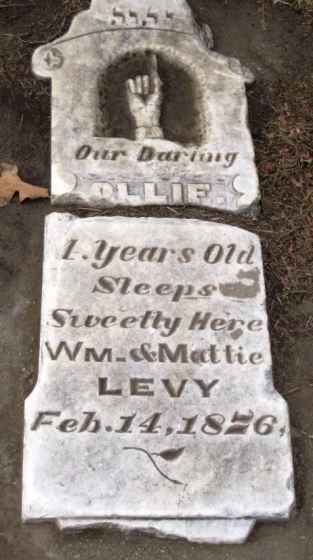 Our Darling
OLLIE.
4. Years Old
Sleeps
Sweetly Here
WM. & Mattie
LEVY
Feb. 14, 1876,